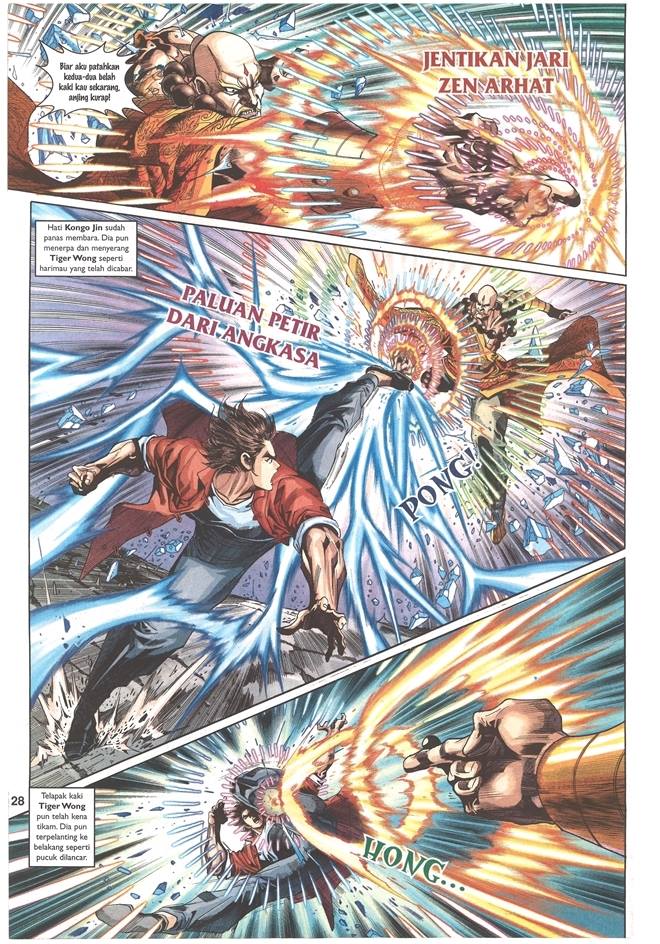 Biar aku patahkan
kedua-dua belah
kaki kau sekarang,
anjing kurap!
JENTIKAN JARI
ZEN ARHAT
Hati Kongo Jin sudah
panas membara. Dia pun
menerpa dan menyerang
Tiger Wong seperti
harimau yang telah dicabar.
PALUAN PETIR
DARI ANGKASA
PONG!
28
Telapak kaki
Tiger Wong
pun telah kena
tikam. Dia pun
terpelanting ke
belakang seperti
pucuk dilancar.
HONG...